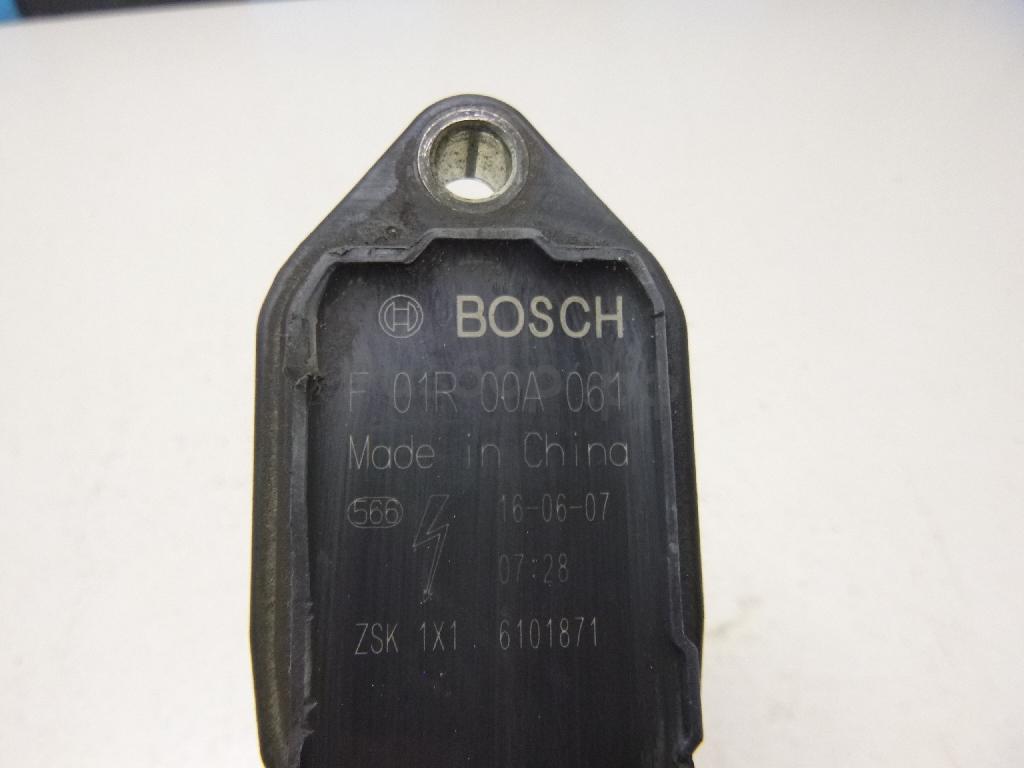 BOSCH
F 01R 00A 061
Made in China
566 16-06-07
07:28
ZSK 1X1 6101871